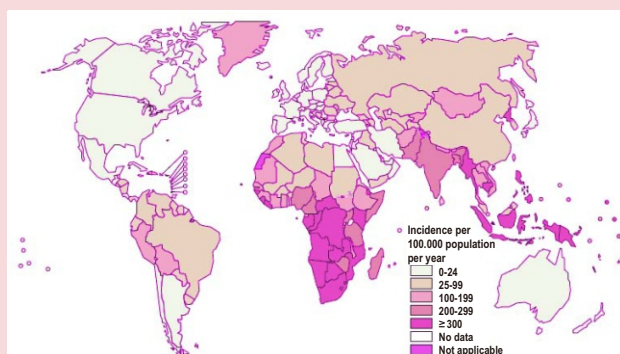 Incidence per
100.000 population
per year
0-24
25-99
100-199
200-299
≥ 300
No data
Not applicable